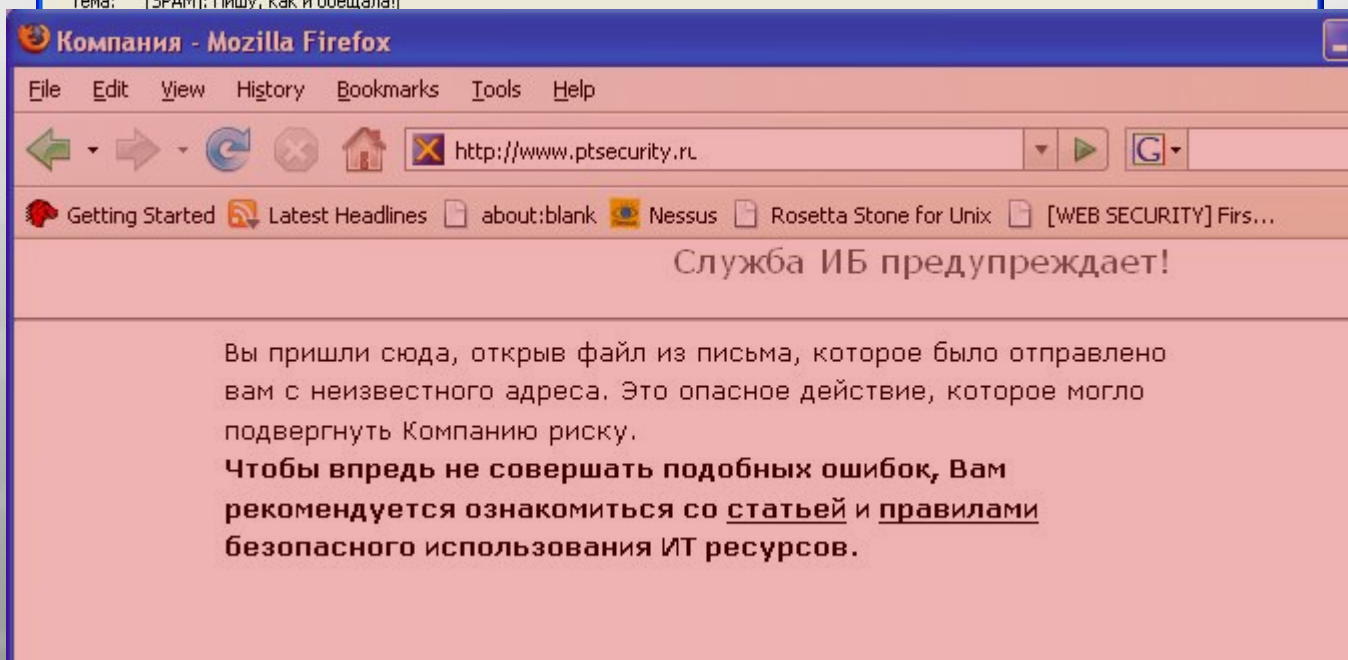 Тема: [SPAM]: Пишу, как и обещала!
Компания - Mozilla Firefox
File Edit View History Bookmarks Tools Help
http://www.ptsecurity.ru
G
Getting Started Latest Headlines about:blank Nessus Rosetta Stone for Unix [WEB SECURITY] Firs...
Служба ИБ предупреждает!
Вы пришли сюда, открыв файл из письма, которое было отправлено
вам с неизвестного адреса. Это опасное действие, которое могло
подвергнуть Компанию риску.
Чтобы впредь не совершать подобных ошибок, Вам
рекомендуется ознакомиться со статьей и правилами
безопасного использования ИТ ресурсов.